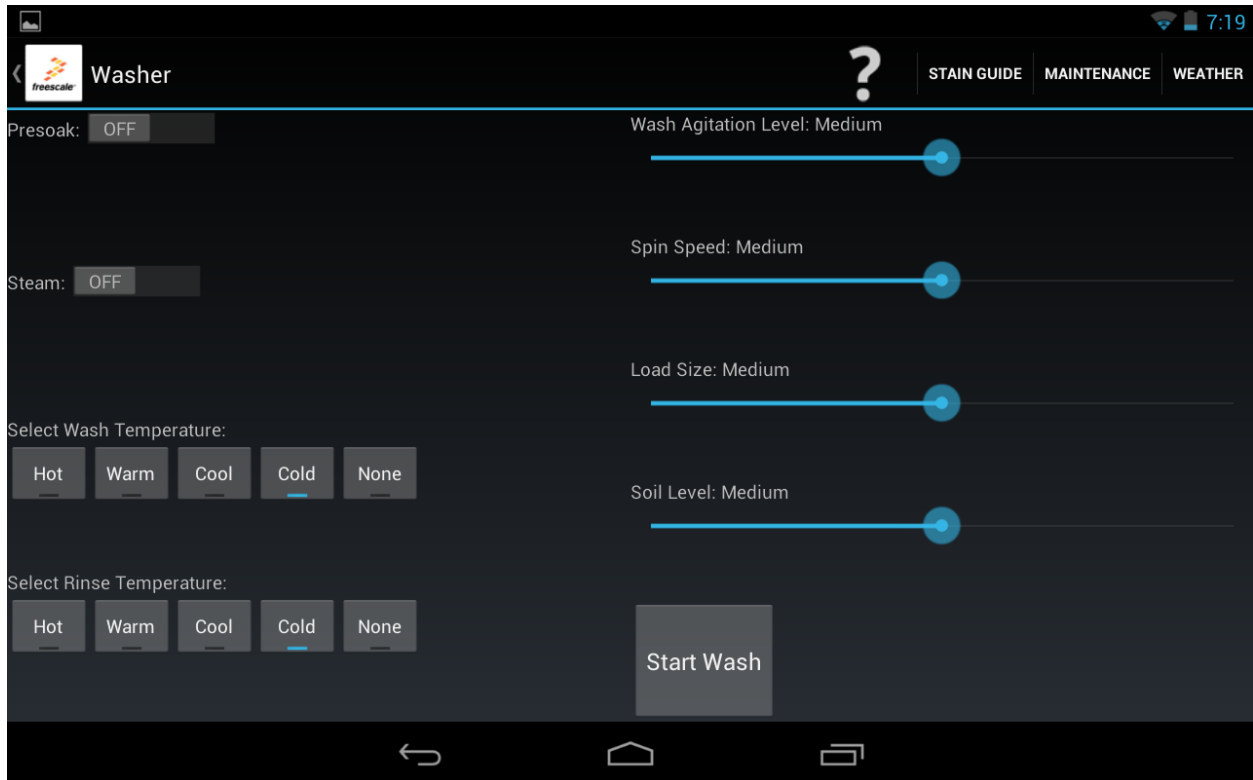 7:19
freescale
Washer
?
STAIN GUIDE
MAINTENANCE
WEATHER
Presoak: OFF
Steam: OFF
Select Wash Temperature:
Hot Warm Cool Cold None
Select Rinse Temperature:
Hot Warm Cool Cold None
Wash Agitation Level: Medium
Spin Speed: Medium
Load Size: Medium
Soil Level: Medium
Start Wash